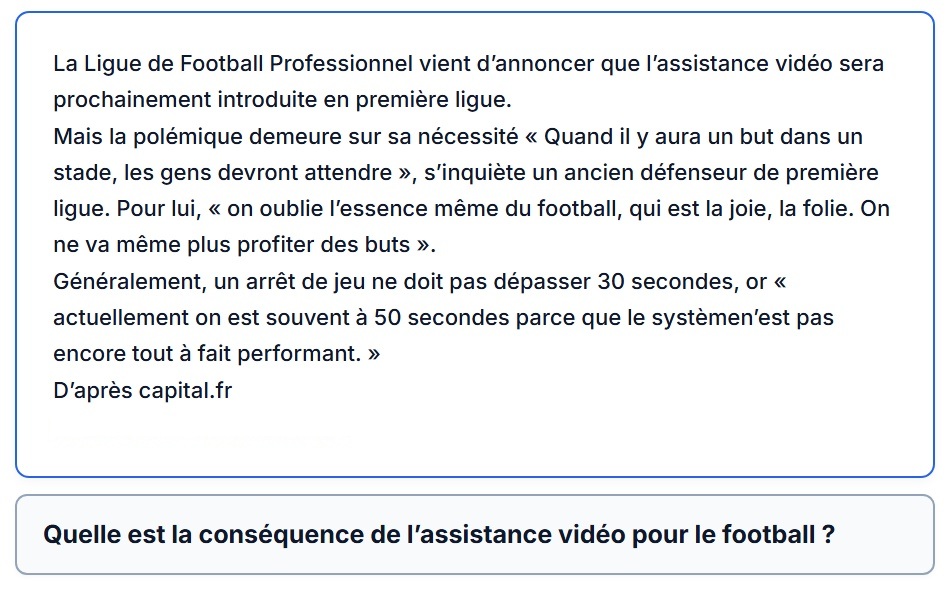 La Ligue de Football Professionnel vient d’annoncer que l’assistance vidéo sera
prochainement introduite en première ligue.
Mais la polémique demeure sur sa nécessité « Quand il y aura un but dans un
stade, les gens devront attendre », s’inquiète un ancien défenseur de première
ligue. Pour lui, « on oublie l’essence même du football, qui est la joie, la folie. On
ne va même plus profiter des buts ».
Généralement, un arrêt de jeu ne doit pas dépasser 30 secondes, or «
actuellement on est souvent à 50 secondes parce que le systèmen’est pas
encore tout à fait performant. »
D’après capital.fr
Quelle est la conséquence de l’assistance vidéo pour le football ?